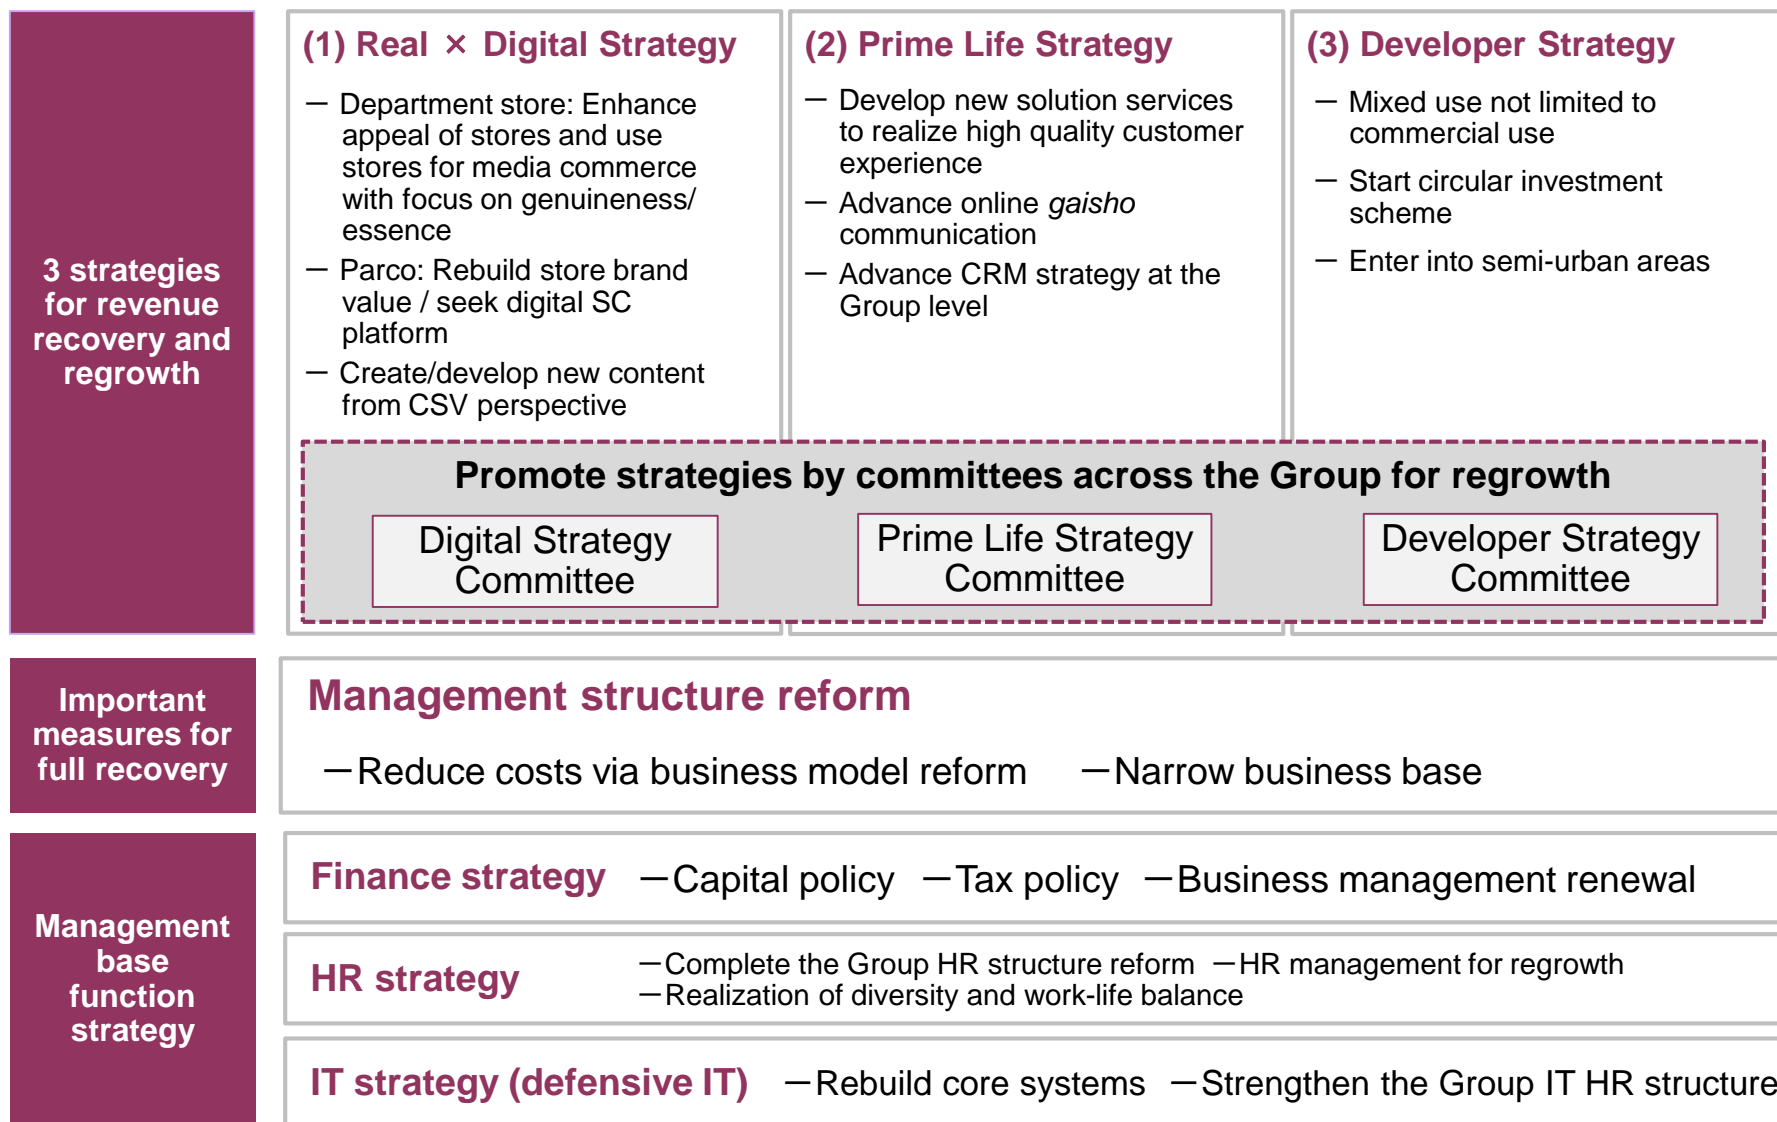 3 strategies
for revenue
recovery and
regrowth
(1) Real × Digital Strategy
— Department store: Enhance
appeal of stores and use
stores for media commerce
with focus on genuineness/
essence
— Parco: Rebuild store brand
value / seek digital SC
platform
— Create/develop new content
from CSV perspective
(2) Prime Life Strategy
— Develop new solution services
to realize high quality customer
experience
— Advance online gaisho
communication
— Advance CRM strategy at the
Group level
(3) Developer Strategy
— Mixed use not limited to
commercial use
— Start circular investment
scheme
— Enter into semi-urban areas
Promote strategies by committees across the Group for regrowth
Digital Strategy
Committee
Prime Life Strategy
Committee
Developer Strategy
Committee
Important
measures for
full recovery
Management structure reform
—Reduce costs via business model reform —Narrow business base
Management
base
function
strategy
Finance strategy —Capital policy —Tax policy —Business management renewal
HR strategy
—Complete the Group HR structure reform —HR management for regrowth
—Realization of diversity and work-life balance
IT strategy (defensive IT) —Rebuild core systems —Strengthen the Group IT HR structure